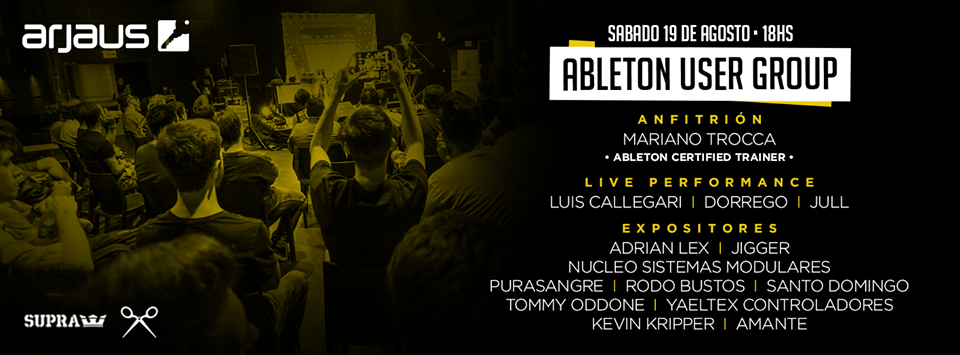 arjaus
SABADO 19 DE AGOSTO • 18HS
ABLETON USER GROUP
ANFITRIÓN
MARIANO TROCCA
• ABLETON CERTIFIED TRAINER •
LIVE PERFORMANCE
LUIS CALLEGARI | DORREGO | JULL
EXPOSITORES
ADRIAN LEX | JIGGER
NUCLEO SISTEMAS MODULARES
PURASANGRE | RODO BUSTOS | SANTO DOMINGO
TOMMY ODDONE | YAELTEX CONTROLADORES
KEVIN KRIPPER | AMANTE
SUPRA